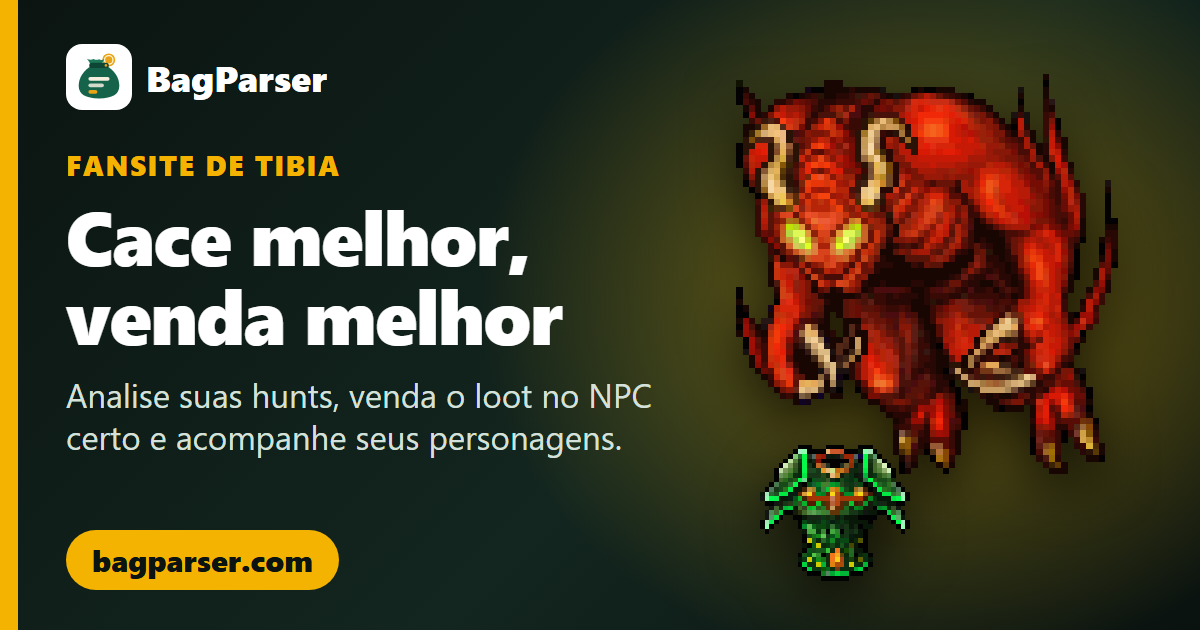 BagParser
FANSITE DE TIBIA
Cace melhor,
venda melhor
Analise suas hunts, venda o loot no NPC
certo e acompanhe seus personagens.
bagparser.com